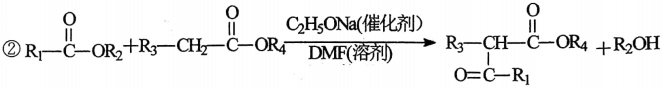 ② R₁—C(=O)—OR₂ + R₃—CH₂—C(=O)—OR₄ C₂H₅ONa(催化剂) DMF(溶剂) → R₃—CH—C(=O)—OR₄ + R₂OH
O=C—R₁